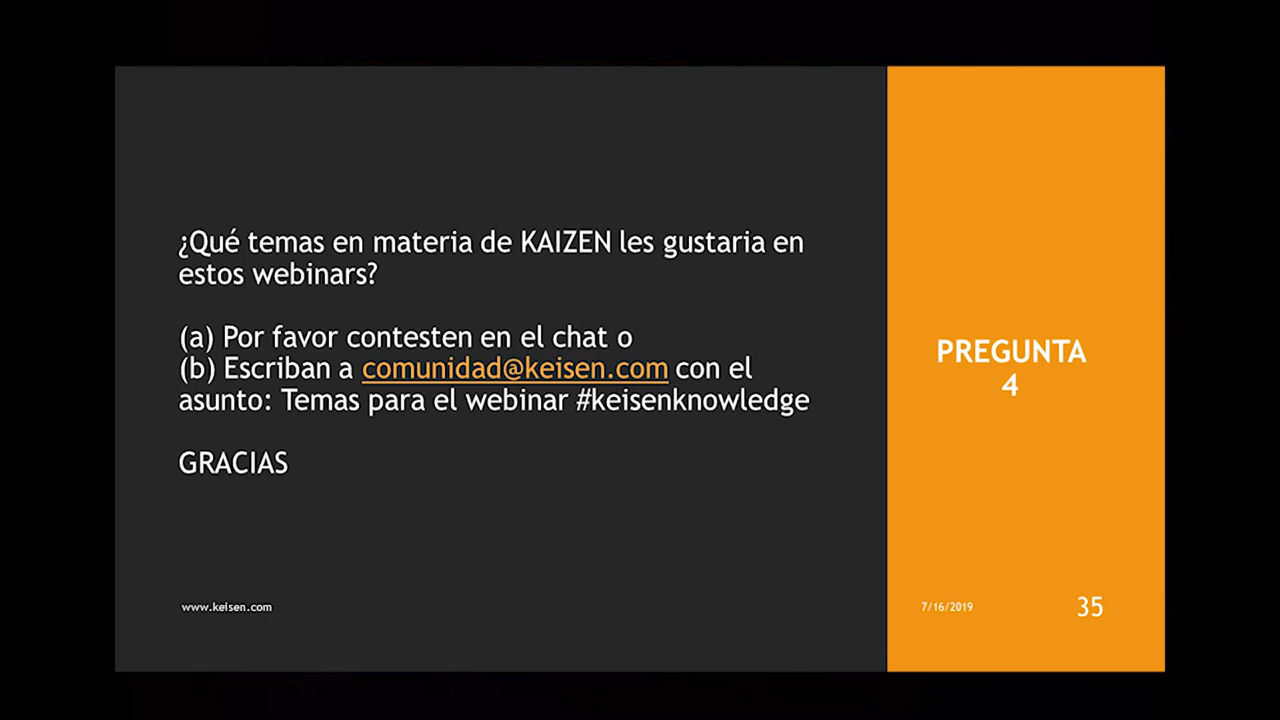 ¿Qué temas en materia de KAIZEN les gustaria en
estos webinars?
(a) Por favor contesten en el chat o
(b) Escriban a comunidad@keisen.com con el
asunto: Temas para el webinar #keisenknowledge
GRACIAS
PREGUNTA
4
www.keisen.com
7/16/2019
35